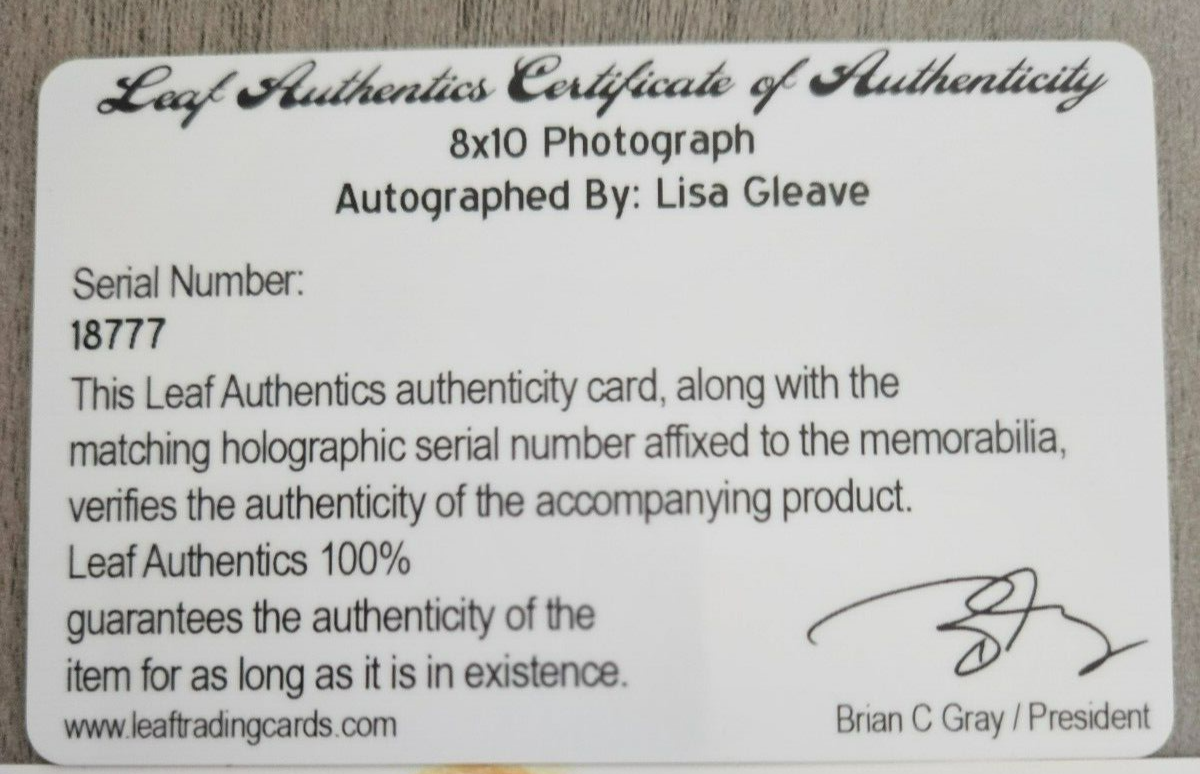 Leaf Authentics Certificate of Authenticity
8x10 Photograph
Autographed By: Lisa Gleave
Serial Number:
18777
This Leaf Authentics authenticity card, along with the
matching holographic serial number affixed to the memorabilia,
verifies the authenticity of the accompanying product.
Leaf Authentics 100%
guarantees the authenticity of the
item for as long as it is in existence.
www.leaftradingcards.com
Brian C Gray / President